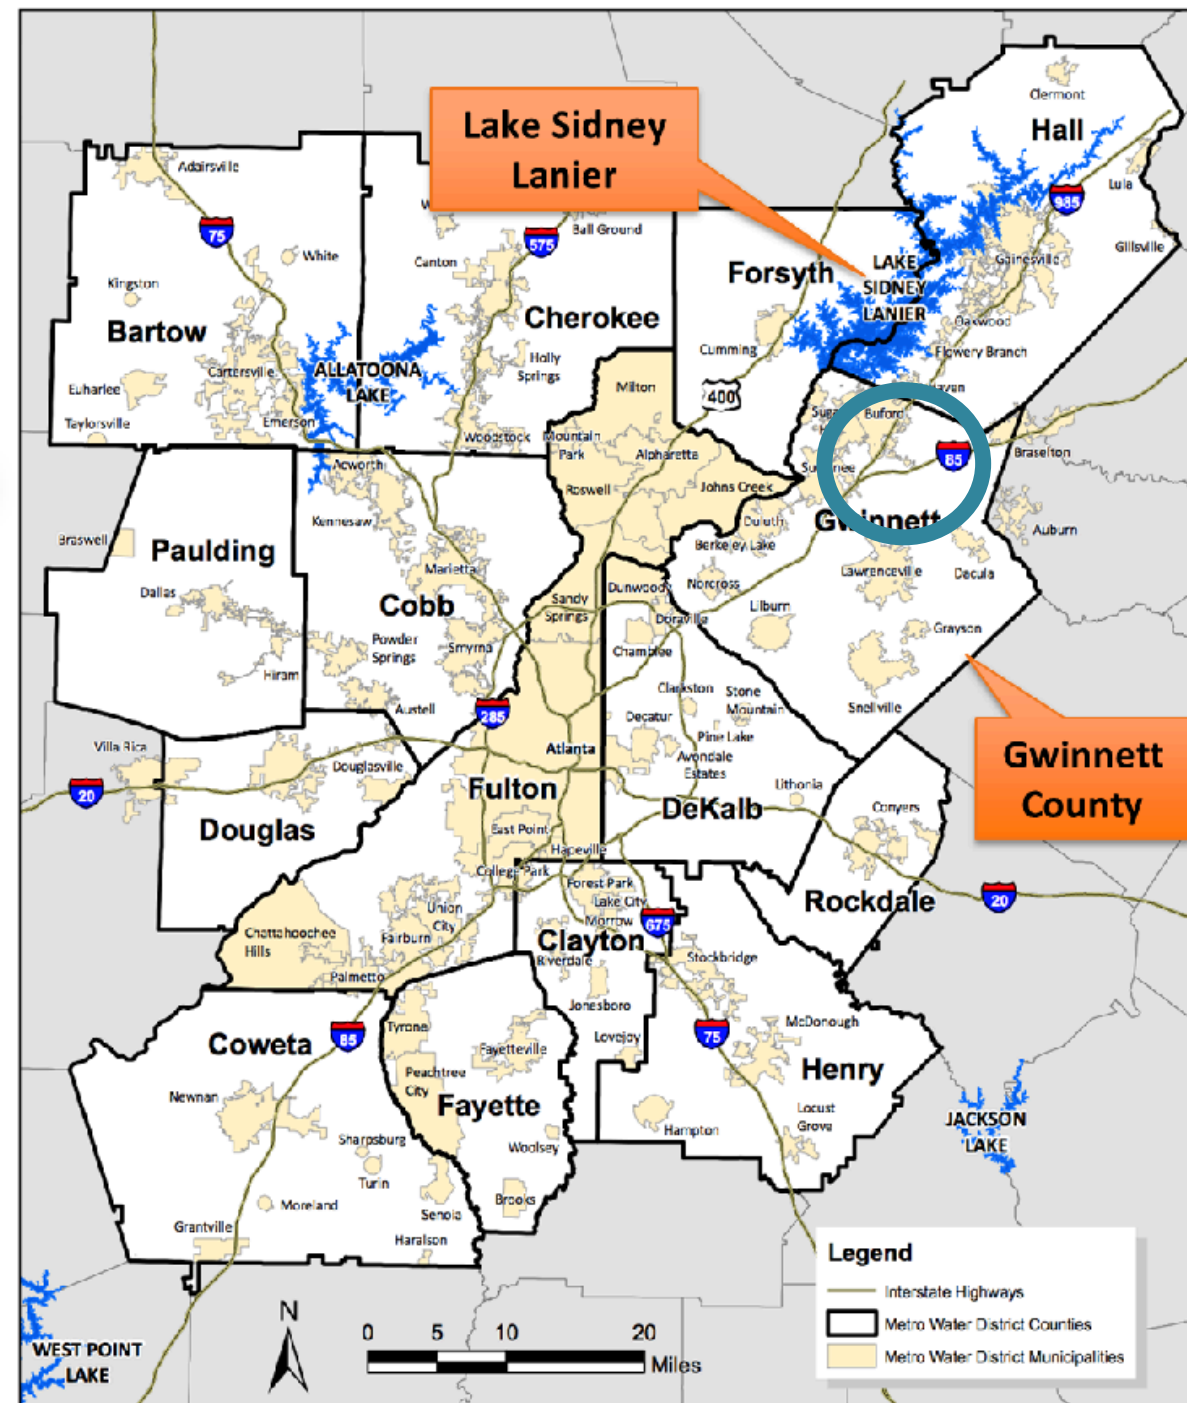 Clermont
Hall
Lake Sidney
Lanier
985
Lula
Adairsville
75
575
Ball Ground
Gillsville
White
Canton
Forsyth
LAKE
SIDNEY
LANIER
Gainesville
Kingston
Bartow
Cherokee
Oakwood
Cumming
Flowery Branch
Holly
Springs
ALLATOONA
LAKE
Cartersville
Euharlee
Milton
400
Buford
Taylorsville
Emerson
Woodstock
Mountain
Park
Alpharetta
85
Braselton
Acworth
Roswell
Johns Creek
Kennesaw
Duluth
Gwinnett
Auburn
Braswell
Paulding
Berkeley Lake
Marietta
Lawrenceville
Dacula
Dallas
Cobb
Sandy
Springs
Dunwoody
Norcross
Doraville
Lilburn
Grayson
Powder
Springs
Smyrna
Chamblee
Hiram
Austell
285
Clarkston
Stone
Mountain
Snellville
Decatur
Pine Lake
Villa Rica
Atlanta
Avondale
Estates
Gwinnett
County
20
Douglasville
Fulton
Lithonia
DeKalb
Conyers
Douglas
East Point
Hapeville
College Park
Forest Park
Rockdale
20
Lake City
Union
City
Morrow
675
Chattahoochee
Hills
Fairburn
Clayton
Riverdale
Stockbridge
Palmetto
Jonesboro
Coweta
85
Tyrone
Lovejoy
75
McDonough
Fayetteville
Peachtree
City
Henry
Newnan
Fayette
Locust
Grove
JACKSON
LAKE
Sharpsburg
Hampton
Woolsey
Turin
Moreland
Brooks
Senoia
Grantville
Haralson
Legend
Interstate Highways
Metro Water District Counties
Metro Water District Municipalities
N
0 5 10 20
Miles
WEST POINT
LAKE